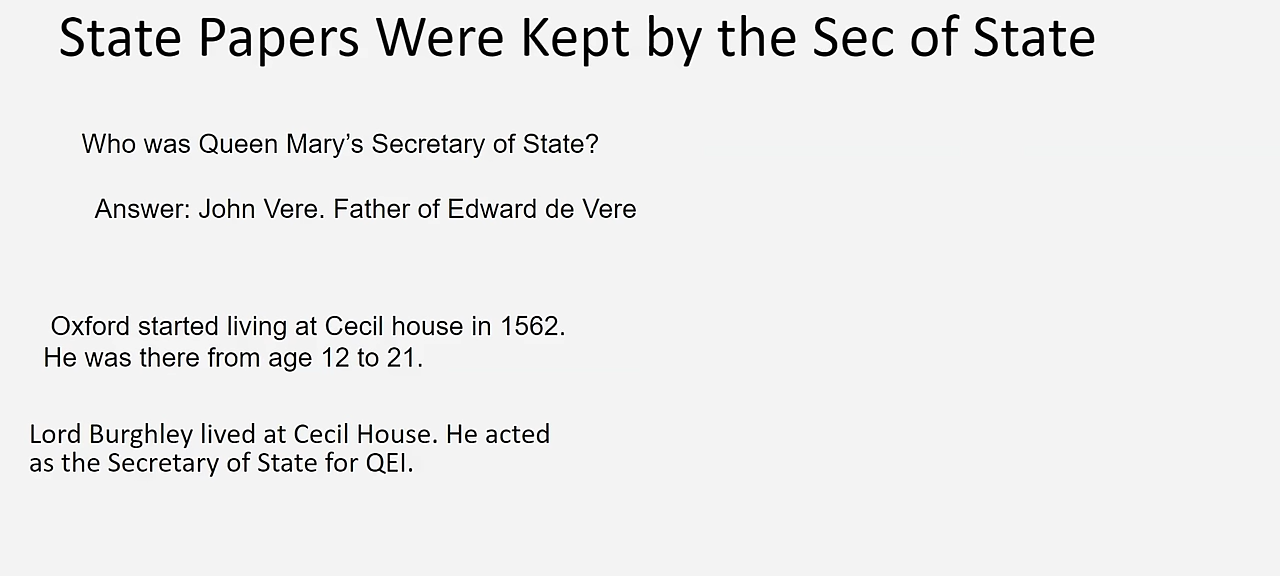 State Papers Were Kept by the Sec of State
Who was Queen Mary’s Secretary of State?
Answer: John Vere. Father of Edward de Vere
Oxford started living at Cecil house in 1562.
He was there from age 12 to 21.
Lord Burghley lived at Cecil House. He acted
as the Secretary of State for QEI.